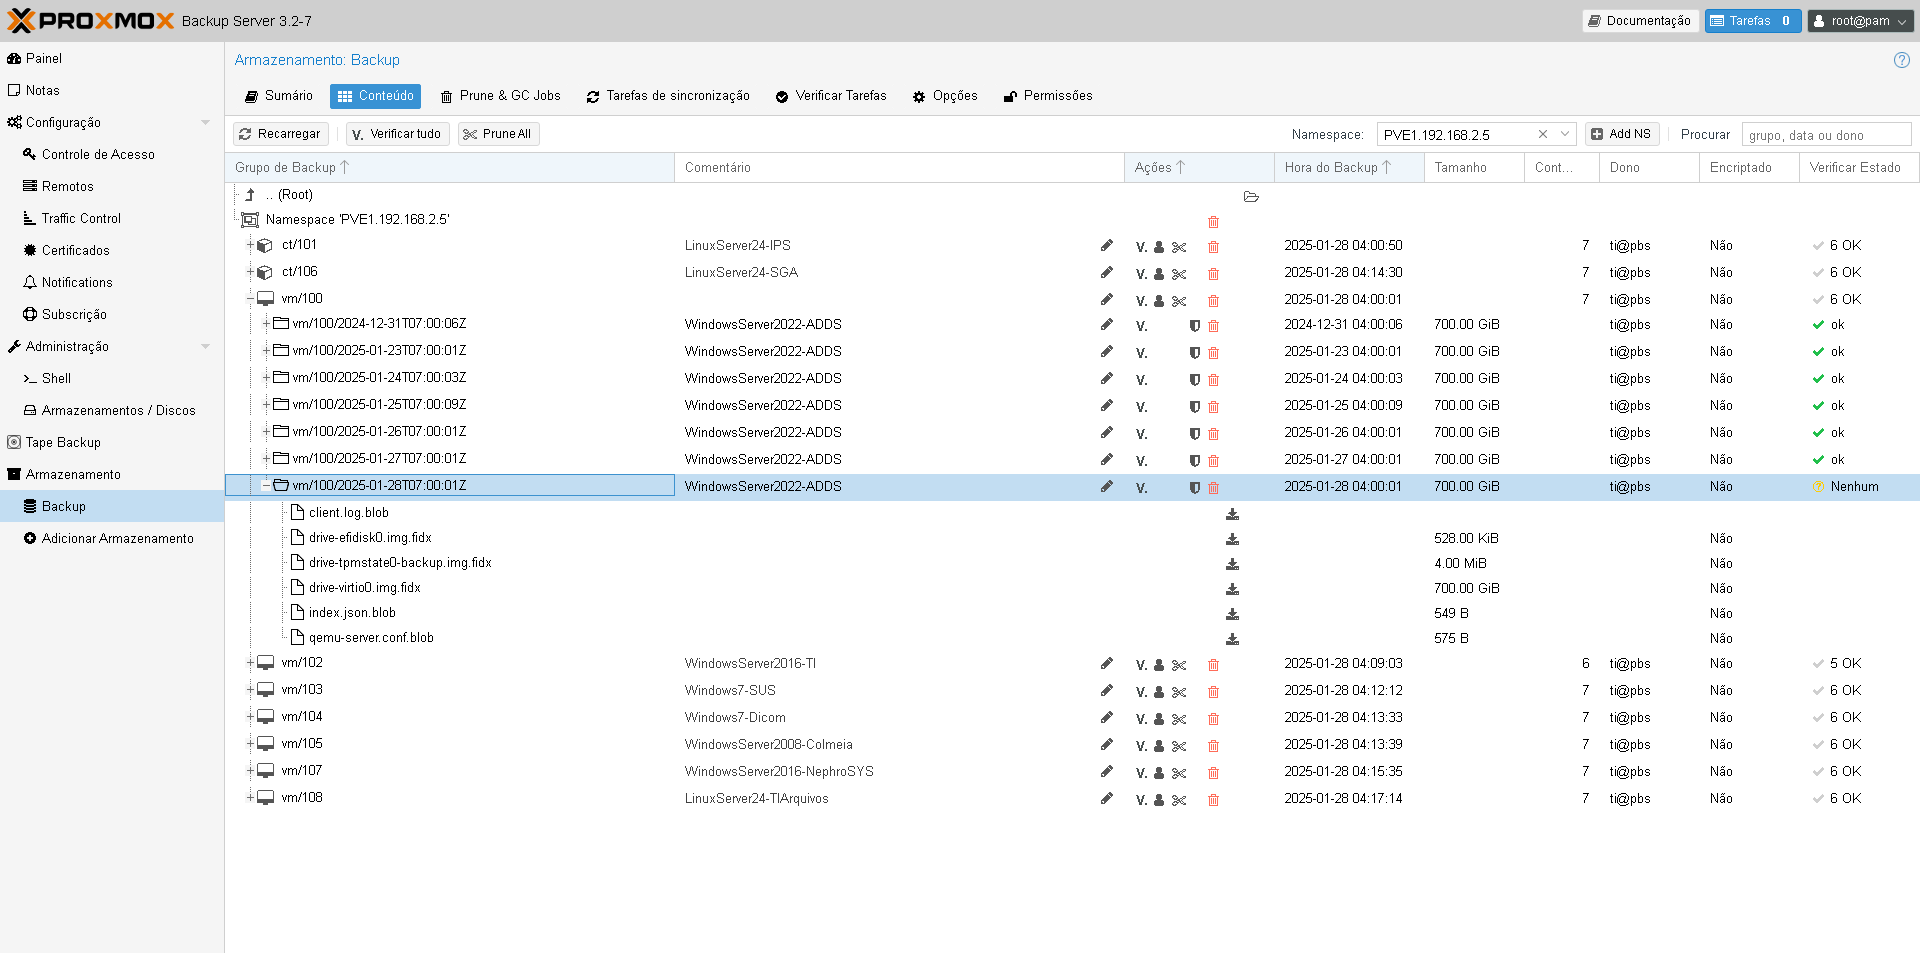 PROXMOX Backup Server 3.2-7 Documentação Tarefas 0 root@pam
Painel
Notas
Configuração
Controle de Acesso
Remotos
Traffic Control
Certificados
Notifications
Subscrição
Administração
Shell
Armazenamentos / Discos
Tape Backup
Armazenamento
Backup
Adicionar Armazenamento
Armazenamento: Backup
Sumário Conteúdo Prune & GC Jobs Tarefas de sincronização Verificar Tarefas Opções Permissões
Recarregar V. Verificar tudo Prune All Namespace: PVE1.192.168.2.5 Add NS Procurar grupo, data ou dono
Grupo de Backup Comentário Ações Hora do Backup Tamanho Cont... Dono Encriptado Verificar Estado
.. (Root)
Namespace 'PVE1.192.168.2.5'
ct/101 LinuxServer24-IPS V. 2025-01-28 04:00:50 7 ti@pbs Não 6 OK
ct/106 LinuxServer24-SGA V. 2025-01-28 04:14:30 7 ti@pbs Não 6 OK
vm/100 V. 2025-01-28 04:00:01 7 ti@pbs Não 6 OK
vm/100/2024-12-31T07:00:06Z WindowsServer2022-ADDS V. 2024-12-31 04:00:06 700.00 GiB ti@pbs Não ok
vm/100/2025-01-23T07:00:01Z WindowsServer2022-ADDS V. 2025-01-23 04:00:01 700.00 GiB ti@pbs Não ok
vm/100/2025-01-24T07:00:03Z WindowsServer2022-ADDS V. 2025-01-24 04:00:03 700.00 GiB ti@pbs Não ok
vm/100/2025-01-25T07:00:09Z WindowsServer2022-ADDS V. 2025-01-25 04:00:09 700.00 GiB ti@pbs Não ok
vm/100/2025-01-26T07:00:01Z WindowsServer2022-ADDS V. 2025-01-26 04:00:01 700.00 GiB ti@pbs Não ok
vm/100/2025-01-27T07:00:01Z WindowsServer2022-ADDS V. 2025-01-27 04:00:01 700.00 GiB ti@pbs Não ok
vm/100/2025-01-28T07:00:01Z WindowsServer2022-ADDS V. 2025-01-28 04:00:01 700.00 GiB ti@pbs Não Nenhum
client.log.blob
drive-efidisk0.img.fidx 528.00 KiB Não
drive-tpmstate0-backup.img.fidx 4.00 MiB Não
drive-virtio0.img.fidx 700.00 GiB Não
index.json.blob 549 B Não
qemu-server.conf.blob 575 B Não
vm/102 WindowsServer2016-TI V. 2025-01-28 04:09:03 6 ti@pbs Não 5 OK
vm/103 Windows7-SUS V. 2025-01-28 04:12:12 7 ti@pbs Não 6 OK
vm/104 Windows7-Dicom V. 2025-01-28 04:13:33 7 ti@pbs Não 6 OK
vm/105 WindowsServer2008-Colmeia V. 2025-01-28 04:13:39 7 ti@pbs Não 6 OK
vm/107 WindowsServer2016-NephroSYS V. 2025-01-28 04:15:35 7 ti@pbs Não 6 OK
vm/108 LinuxServer24-TIArquivos V. 2025-01-28 04:17:14 7 ti@pbs Não 6 OK